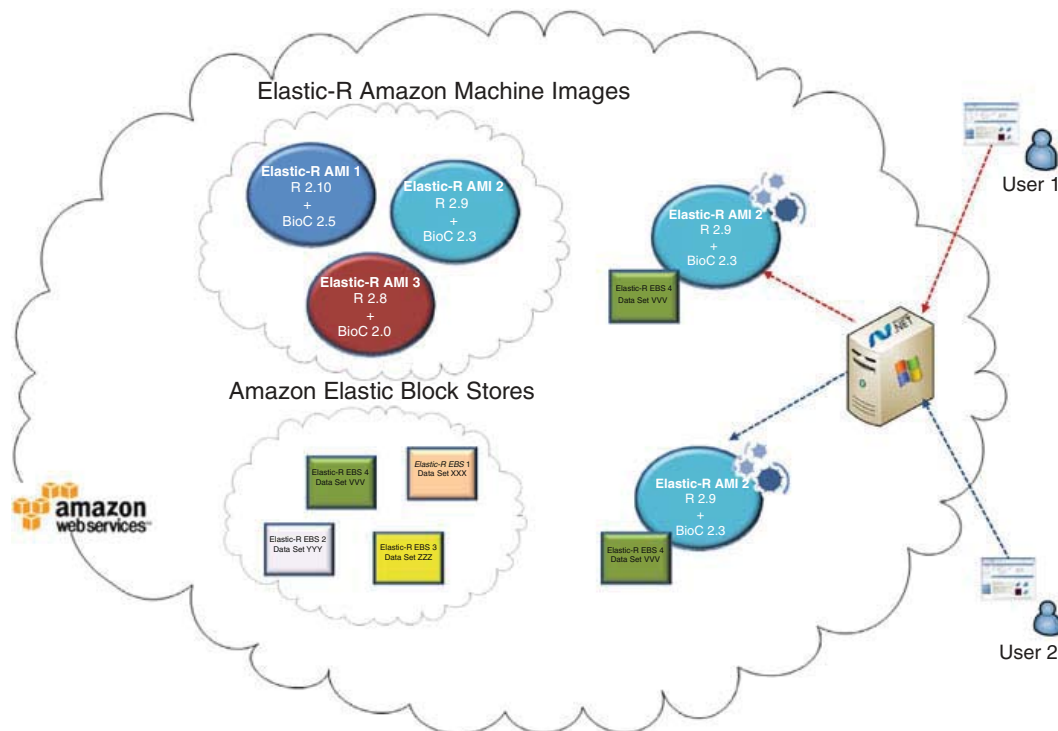 Elastic-R Amazon Machine Images
Elastic-R AMI 1
R 2.10
+
BioC 2.5
Elastic-R AMI 2
R 2.9
+
BioC 2.3
Elastic-R AMI 3
R 2.8
+
BioC 2.0
Amazon Elastic Block Stores
Elastic-R EBS 4
Data Set VVV
Elastic-R EBS 1
Data Set XXX
Elastic-R EBS 2
Data Set YYY
Elastic-R EBS 3
Data Set ZZZ
amazon
webservices™
Elastic-R AMI 2
R 2.9
+
BioC 2.3
Elastic-R EBS 4
Data Set VVV
Elastic-R AMI 2
R 2.9
+
BioC 2.3
Elastic-R EBS 4
Data Set VVV
.NET
User 1
User 2